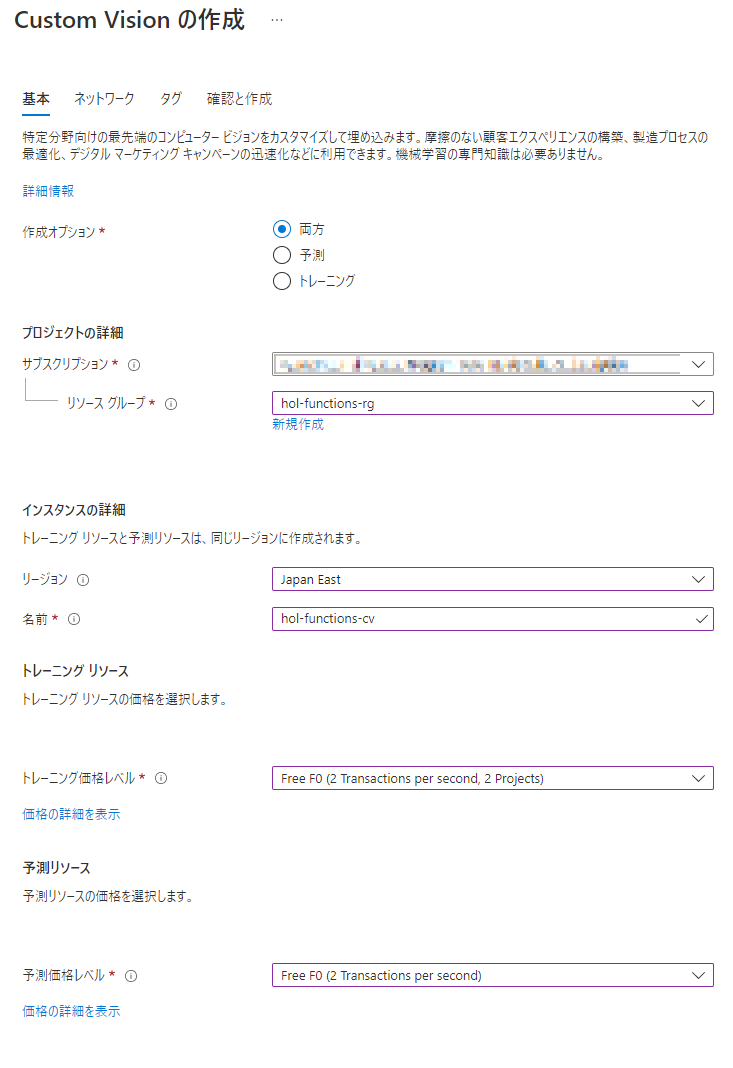 Custom Vision の作成 ...
基本 ネットワーク タグ 確認と作成
特定分野向けの最先端のコンピューター ビジョンをカスタマイズして埋め込みます。摩擦のない顧客エクスペリエンスの構築、製造プロセスの
最適化、デジタル マーケティング キャンペーンの迅速化などに利用できます。機械学習の専門知識は必要ありません。
詳細情報
作成オプション *
両方
予測
トレーニング
プロジェクトの詳細
サブスクリプション *
リソース グループ * hol-functions-rg
新規作成
インスタンスの詳細
トレーニング リソースと予測リソースは、同じリージョンに作成されます。
リージョン Japan East
名前 * hol-functions-cv
トレーニング リソース
トレーニング リソースの価格を選択します。
トレーニング価格レベル * Free F0 (2 Transactions per second, 2 Projects)
価格の詳細を表示
予測リソース
予測リソースの価格を選択します。
予測価格レベル * Free F0 (2 Transactions per second)
価格の詳細を表示